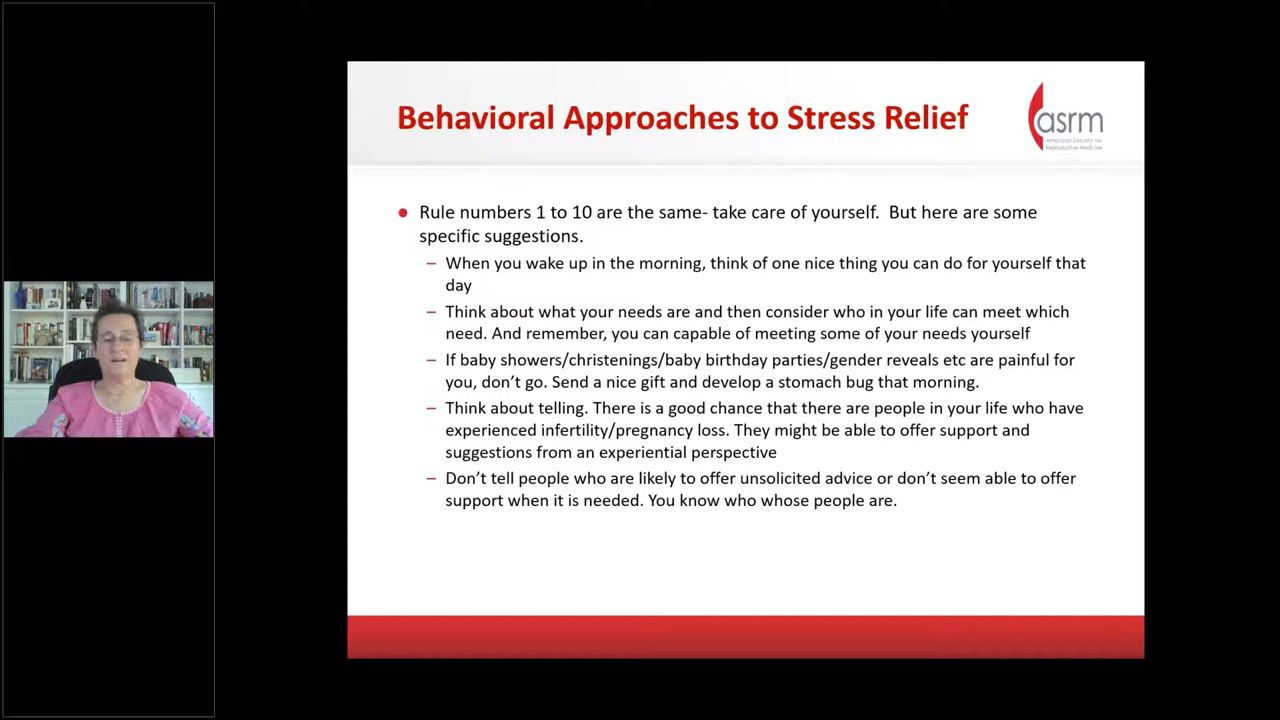 Behavioral Approaches to Stress Relief
asrm
American Society for
Reproductive Medicine
Rule numbers 1 to 10 are the same- take care of yourself.  But here are some
specific suggestions.
– When you wake up in the morning, think of one nice thing you can do for yourself that
day
– Think about what your needs are and then consider who in your life can meet which
need. And remember, you can capable of meeting some of your needs yourself
– If baby showers/christenings/baby birthday parties/gender reveals etc are painful for
you, don’t go. Send a nice gift and develop a stomach bug that morning.
– Think about telling. There is a good chance that there are people in your life who have
experienced infertility/pregnancy loss. They might be able to offer support and
suggestions from an experiential perspective
– Don’t tell people who are likely to offer unsolicited advice or don’t seem able to offer
support when it is needed. You know who whose people are.